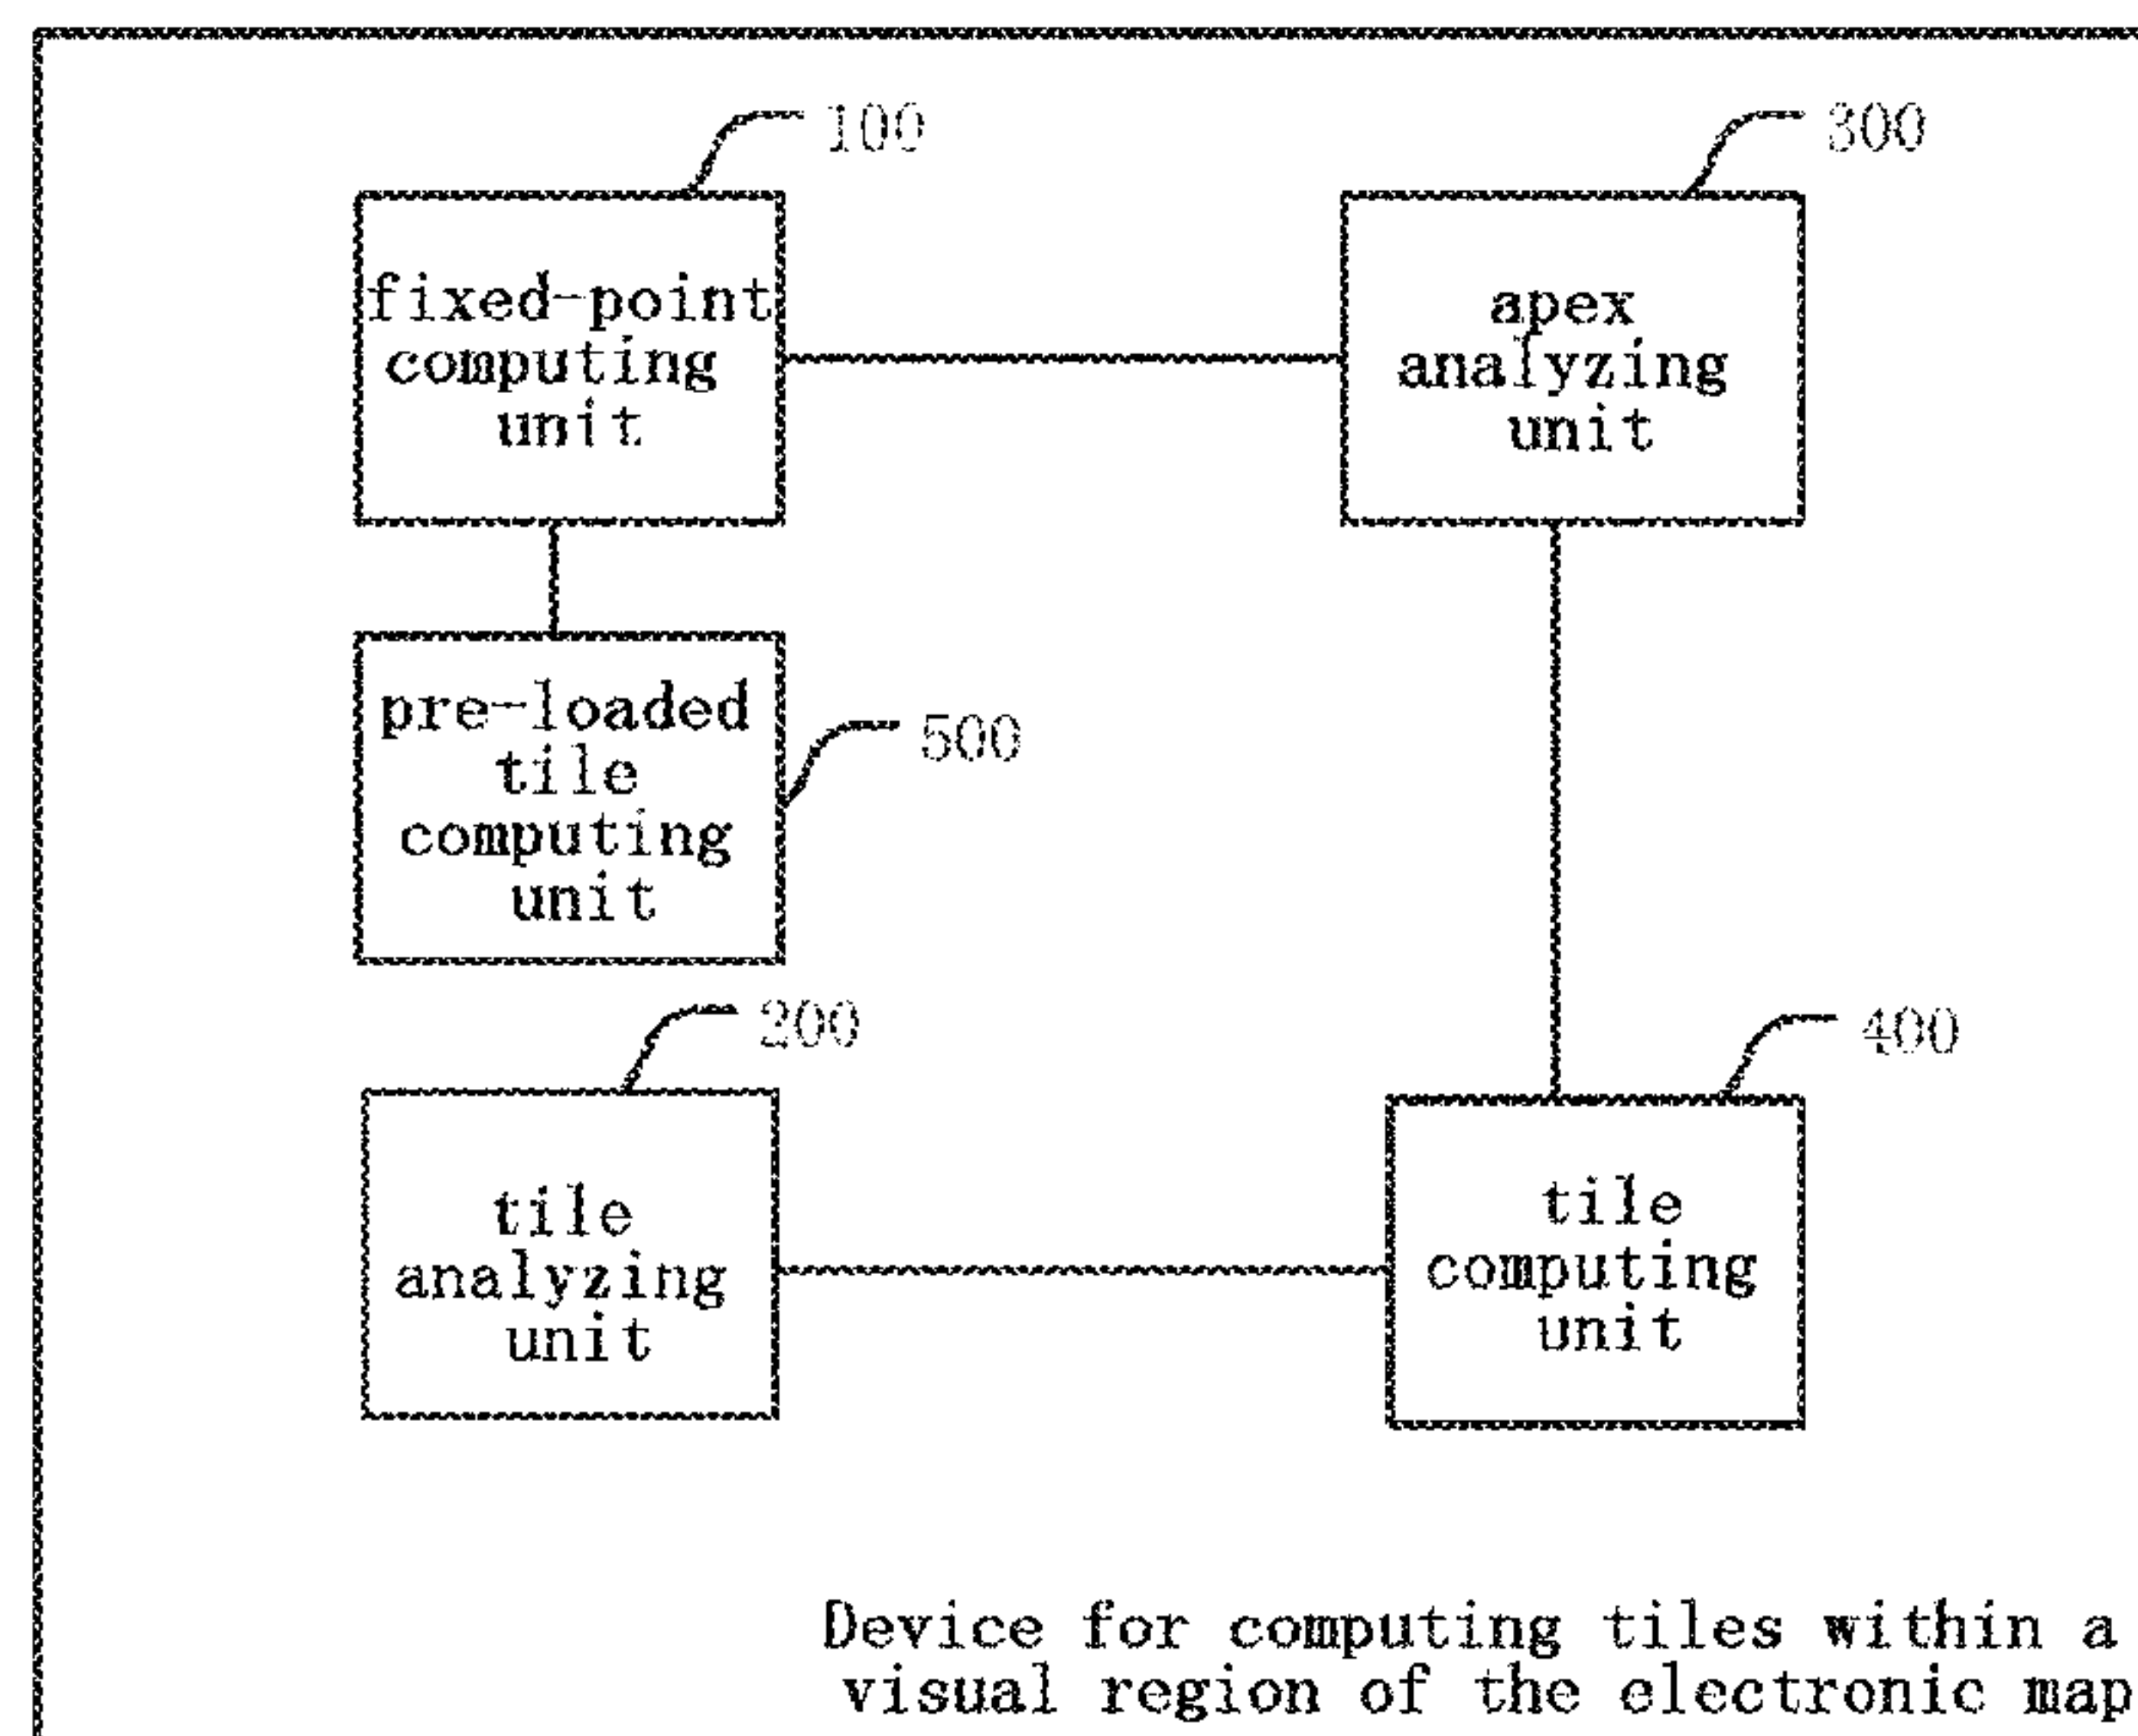 100
300
fixed-point
computing
unit
apex
analyzing
unit
pre-loaded
tile
computing
unit
500
200
400
tile
analyzing
unit
tile
computing
unit
Device for computing tiles within a
visual region of the electronic map